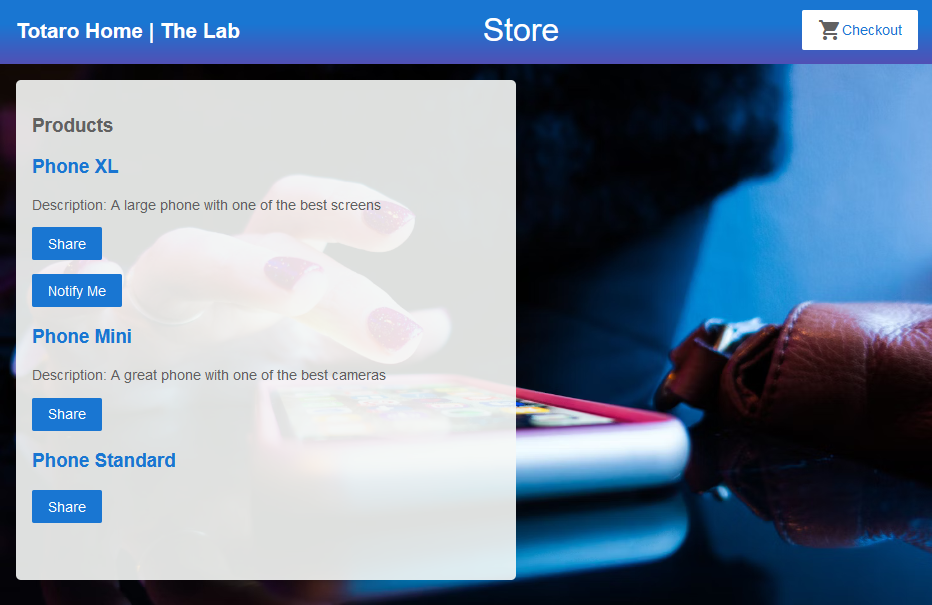 Totaro Home | The Lab
Store
Checkout
Products
Phone XL
Description: A large phone with one of the best screens
Share
Notify Me
Phone Mini
Description: A great phone with one of the best cameras
Share
Phone Standard
Share